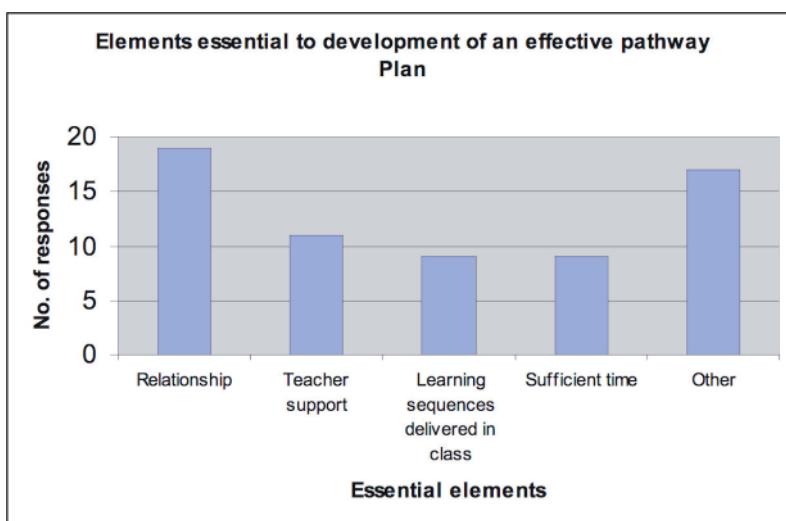 Elements essential to development of an effective pathway
Plan
No. of responses
20
15
10
5
0
Relationship
Teacher
support
Learning
sequences
delivered in
class
Sufficient time
Other
Essential elements